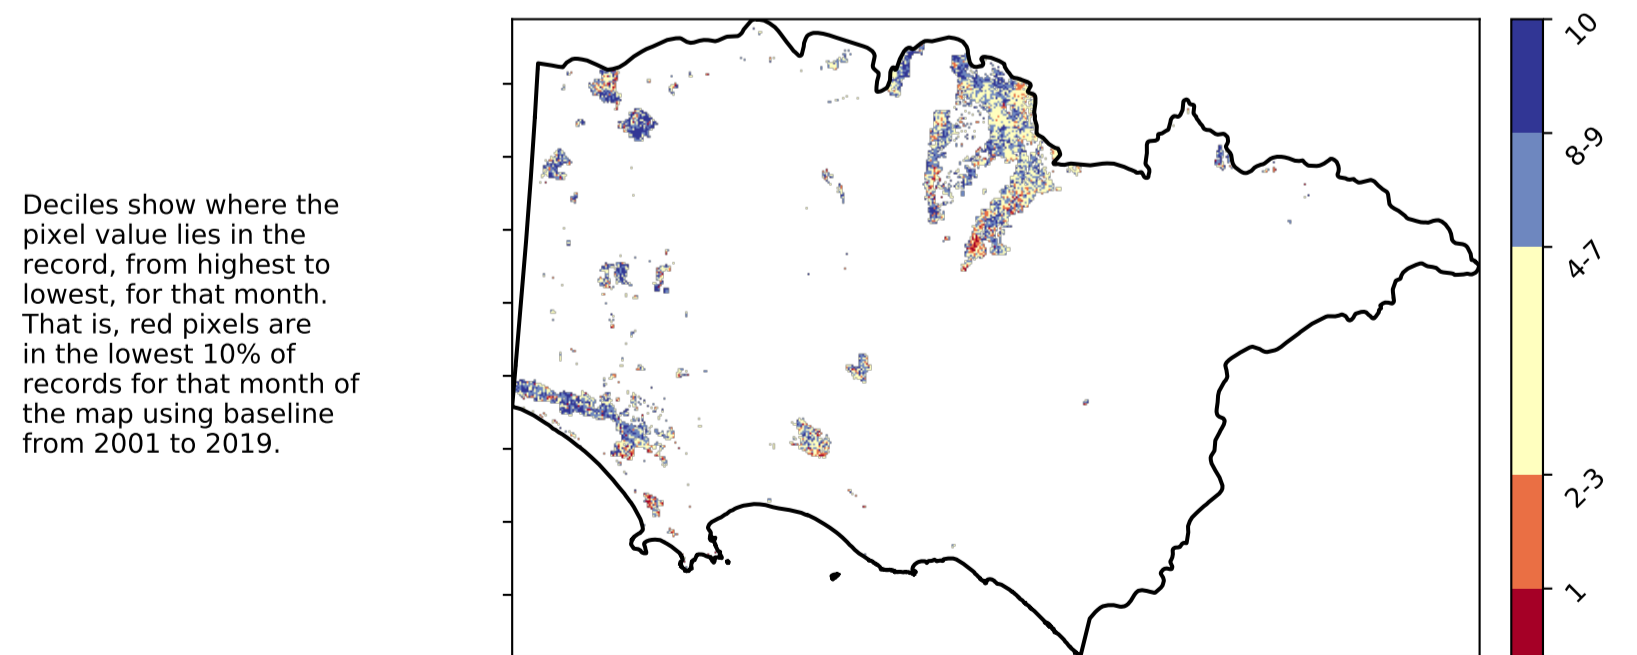 Deciles show where the
pixel value lies in the
record, from highest to
lowest, for that month.
That is, red pixels are
in the lowest 10% of
records for that month of
the map using baseline
from 2001 to 2019.
10
8-9
4-7
2-3
1